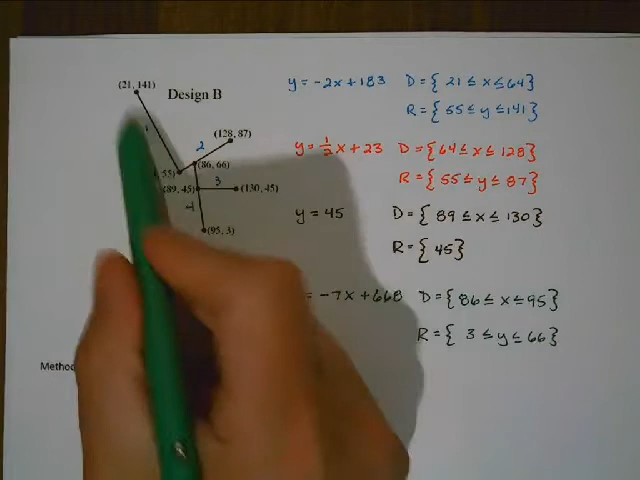 (21, 141)
Design B
1
2
(128, 87)
(86, 66)
55)
3
(89, 45)
(130, 45)
4
(95, 3)
y = -2x + 183 D = { 21 ≤ x ≤ 64}
R = { 55 ≤ y ≤ 141}
y = 1/2 x + 23 D = {64 ≤ x ≤ 128}
R = {55 ≤ y ≤ 87}
y = 45 D = { 89 ≤ x ≤ 130}
R = { 45}
= -7x + 668 D = {86 ≤ x ≤ 95}
R = { 3 ≤ y ≤ 66}